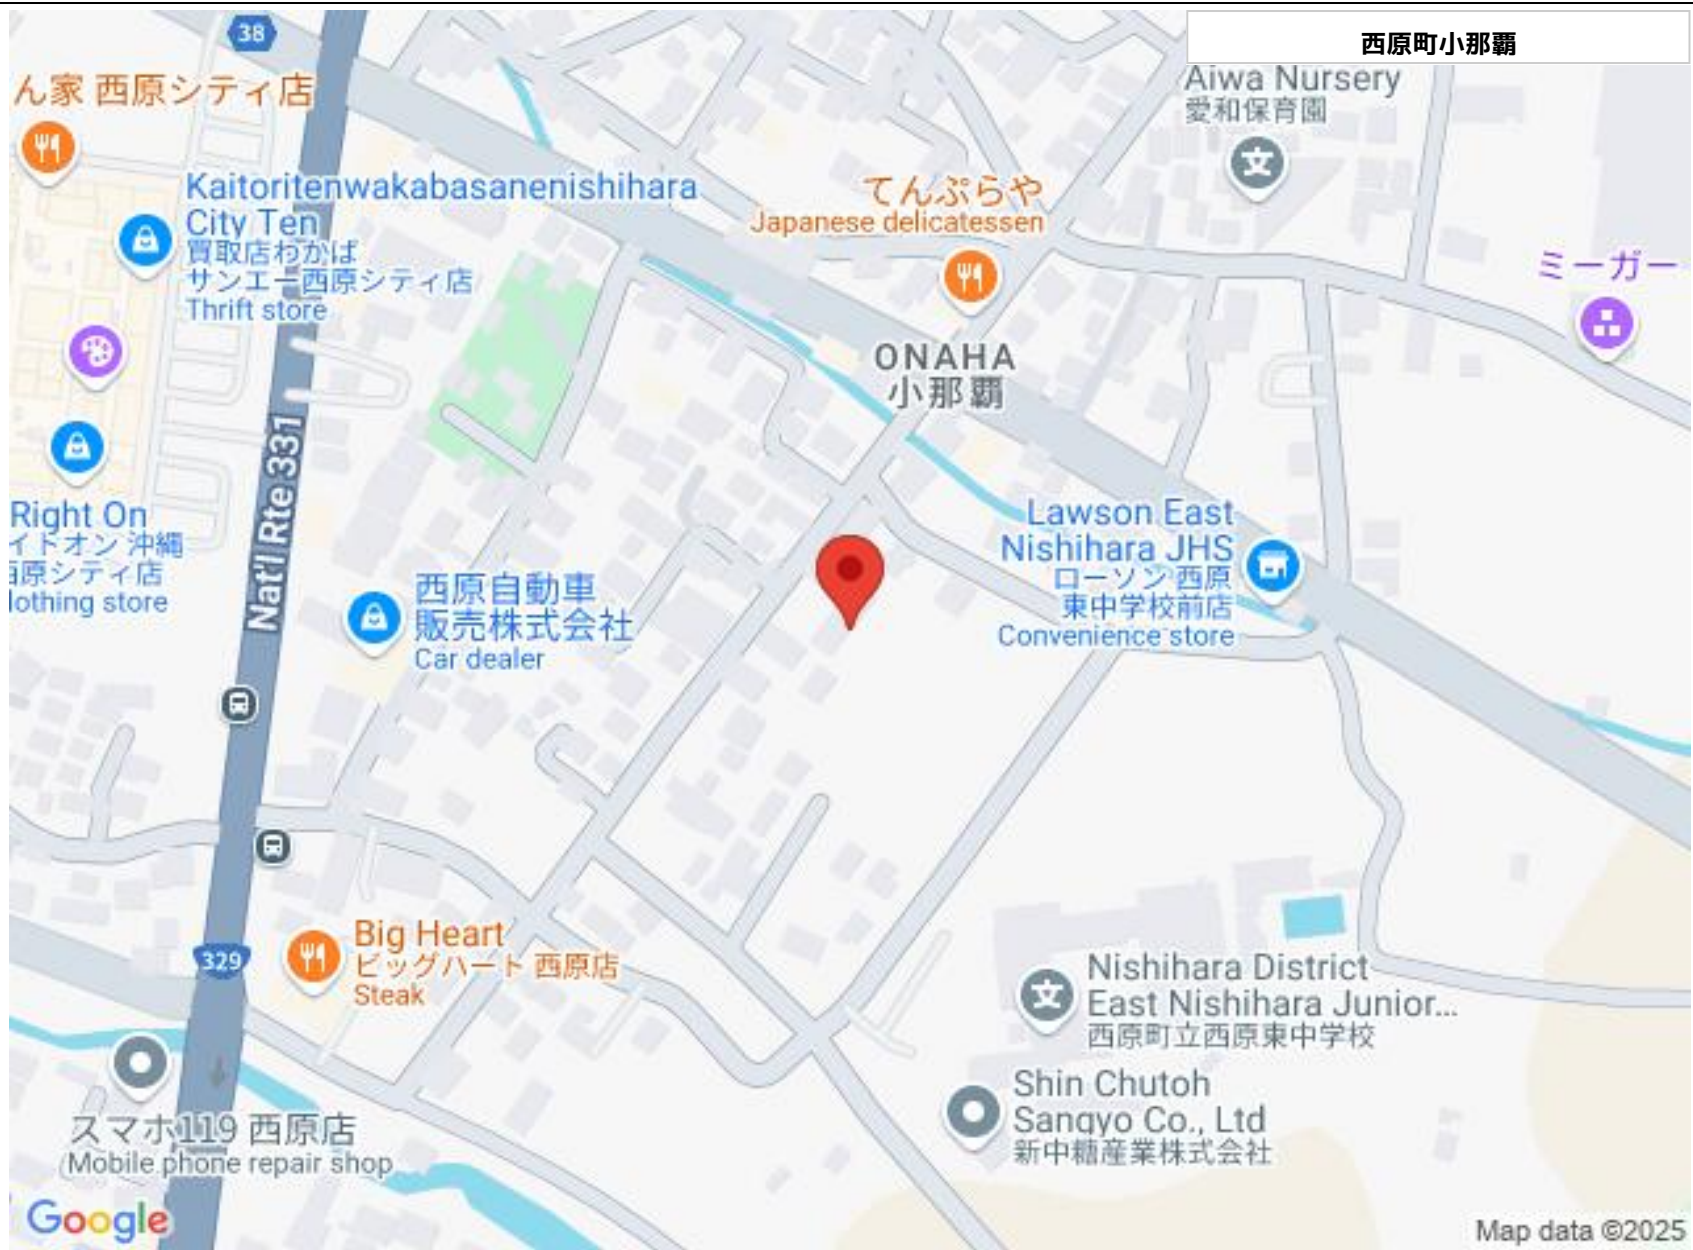 38
西原町小那覇
ん家 西原シティ店
Aiwa Nursery
愛和保育園
Kaitoritenwakabasanenishihara
City Ten
買取店わかば
サンエー西原シティ店
Thrift store
てんぷらや
Japanese delicatessen
ミーガー
ONAHA
小那覇
Nat'l Rte 331
Right On
イトオン 沖縄
西原シティ店
lothing store
Lawson East
Nishihara JHS
ローソン 西原
東中学校前店
Convenience store
西原自動車
販売株式会社
Car dealer
329
Big Heart
ビッグハート 西原店
Steak
Nishihara District
East Nishihara Junior...
西原町立西原東中学校
Shin Chutoh
Sangyo Co., Ltd
新中糖産業株式会社
スマホ119 西原店
Mobile phone repair shop
Google
Map data ©2025